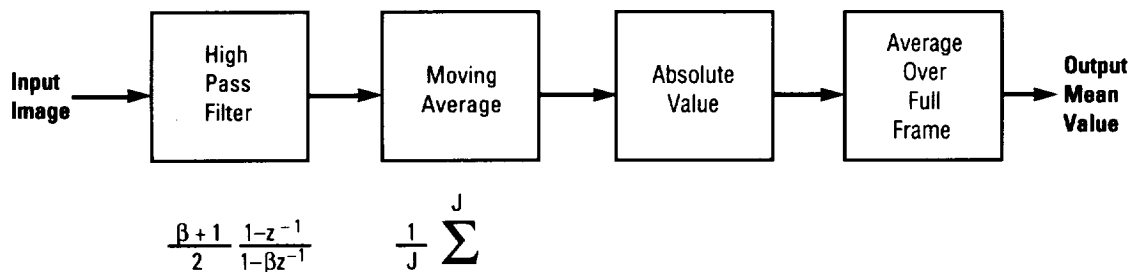 Input
Image
High
Pass
Filter
Moving
Average
Absolute
Value
Average
Over
Full
Frame
Output
Mean
Value
β + 1
2
1–z⁻¹
1–βz⁻¹
1
J
J
∑